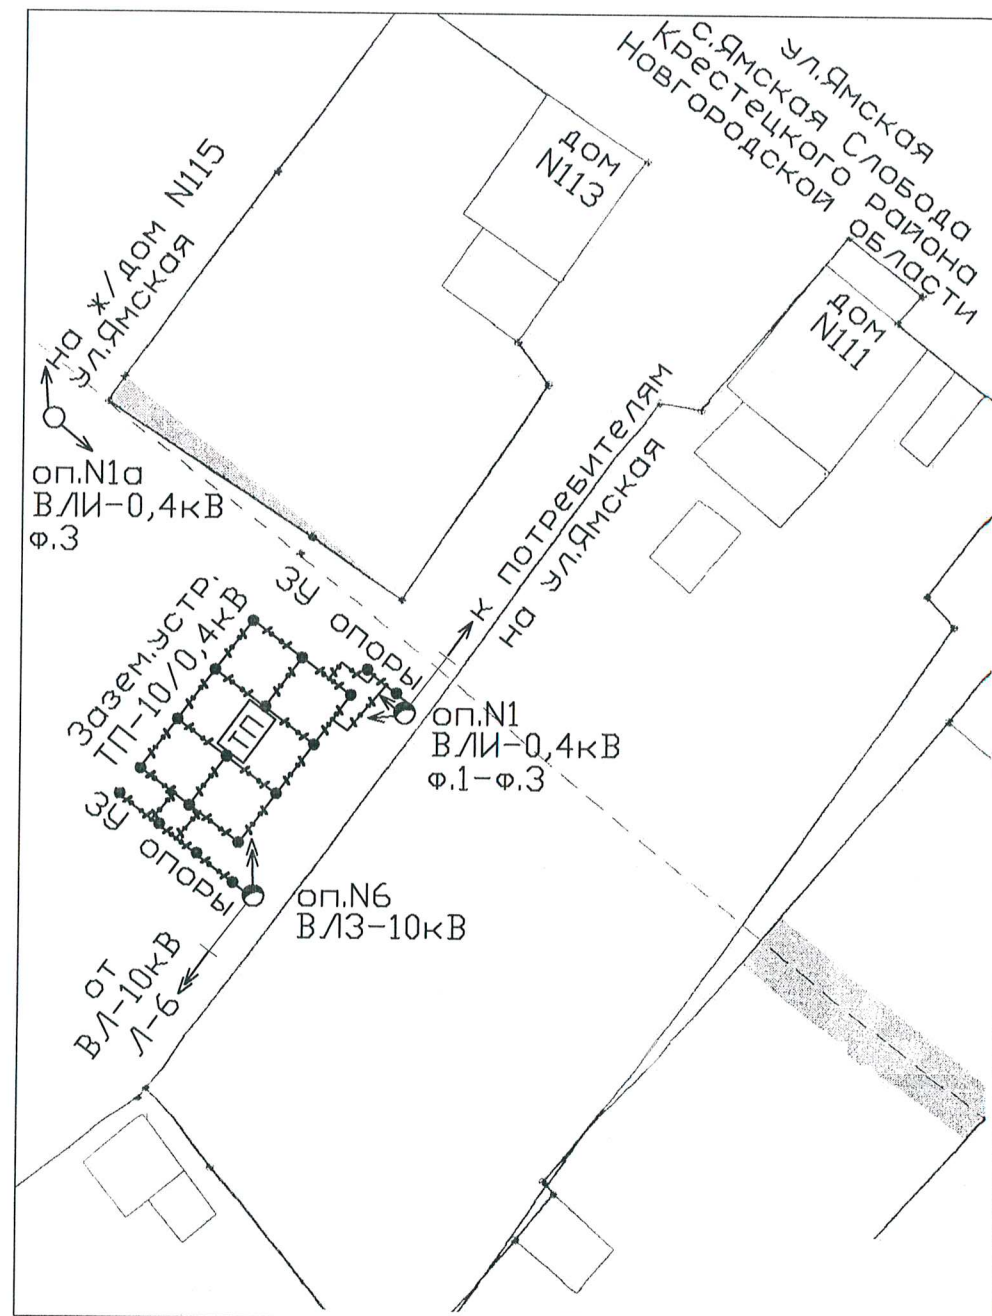 ул.Ямская
с.Ямская Слобода
Крестецкого района
Новгородской области
дом
N113
дом
N111
на ж/дом N115
ул.Ямская
оп.N1а
ВЛИ-0,4кВ
ф.3
к потребителям
на ул.Ямская
ЗУ опоры
Зазем.устр.
ТП-10/0,4кВ
ТП
оп.N1
ВЛИ-0,4кВ
ф.1-ф.3
ЗУ опоры
оп.N6
ВЛЗ-10кВ
от
ВЛ-10кВ
Л-6